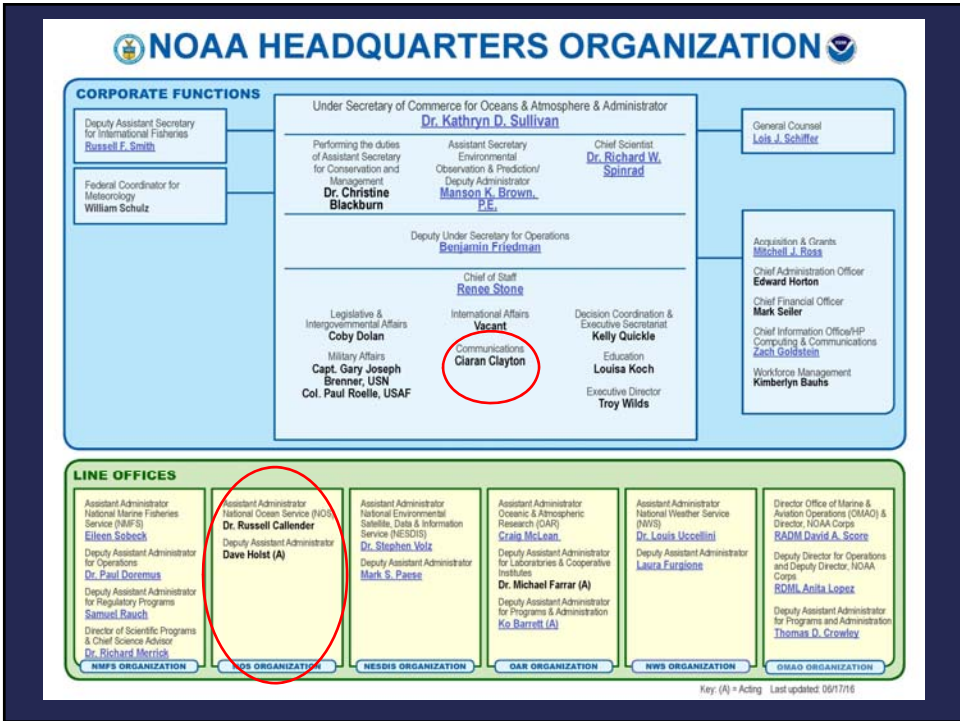 NOAA HEADQUARTERS ORGANIZATION
CORPORATE FUNCTIONS
Deputy Assistant Secretary
for International Fisheries
Russell F. Smith
Federal Coordinator for
Meteorology
William Schulz
Under Secretary of Commerce for Oceans & Atmosphere & Administrator
Dr. Kathryn D. Sullivan
Performing the duties
of Assistant Secretary
for Conservation and
Management
Dr. Christine
Blackburn
Assistant Secretary
Environmental
Observation & Prediction/
Deputy Administrator
Manson K. Brown,
P.E.
Chief Scientist
Dr. Richard W.
Spinrad
Deputy Under Secretary for Operations
Benjamin Friedman
Chief of Staff
Renee Stone
Legislative &
Intergovernmental Affairs
Coby Dolan
Military Affairs
Capt. Gary Joseph
Brenner, USN
Col. Paul Roelle, USAF
International Affairs
Vacant
Communications
Ciaran Clayton
Decision Coordination &
Executive Secretariat
Kelly Quickle
Education
Louisa Koch
Executive Director
Troy Wilds
General Counsel
Lois J. Schiffer
Acquisition & Grants
Mitchell J. Ross
Chief Administration Officer
Edward Horton
Chief Financial Officer
Mark Seiler
Chief Information Office/HP
Computing & Communications
Zach Goldstein
Workforce Management
Kimberlyn Bauhs
LINE OFFICES
Assistant Administrator
National Marine Fisheries
Service (NMFS)
Eileen Sobeck
Deputy Assistant Administrator
for Operations
Dr. Paul Doremus
Deputy Assistant Administrator
for Regulatory Programs
Samuel Rauch
Director of Scientific Programs
& Chief Science Advisor
Dr. Richard Merrick
NMFS ORGANIZATION
Assistant Administrator
National Ocean Service (NOS)
Dr. Russell Callender
Deputy Assistant Administrator
Dave Holst (A)
NOS ORGANIZATION
Assistant Administrator
National Environmental
Satellite, Data & Information
Service (NESDIS)
Dr. Stephen Volz
Deputy Assistant Administrator
Mark S. Paese
NESDIS ORGANIZATION
Assistant Administrator
Oceanic & Atmospheric
Research (OAR)
Craig McLean
Deputy Assistant Administrator
for Laboratories & Cooperative
Institutes
Dr. Michael Farrar (A)
Deputy Assistant Administrator
for Programs & Administration
Ko Barrett (A)
OAR ORGANIZATION
Assistant Administrator
National Weather Service
(NWS)
Dr. Louis Uccellini
Deputy Assistant Administrator
Laura Furgione
NWS ORGANIZATION
Director Office of Marine &
Aviation Operations (OMAO) &
Director, NOAA Corps
RADM David A. Score
Deputy Director for Operations
and Deputy Director, NOAA
Corps
RDML Anita Lopez
Deputy Assistant Administrator
for Programs and Administration
Thomas D. Crowley
OMAO ORGANIZATION
Key: (A) = Acting Last updated: 06/17/16